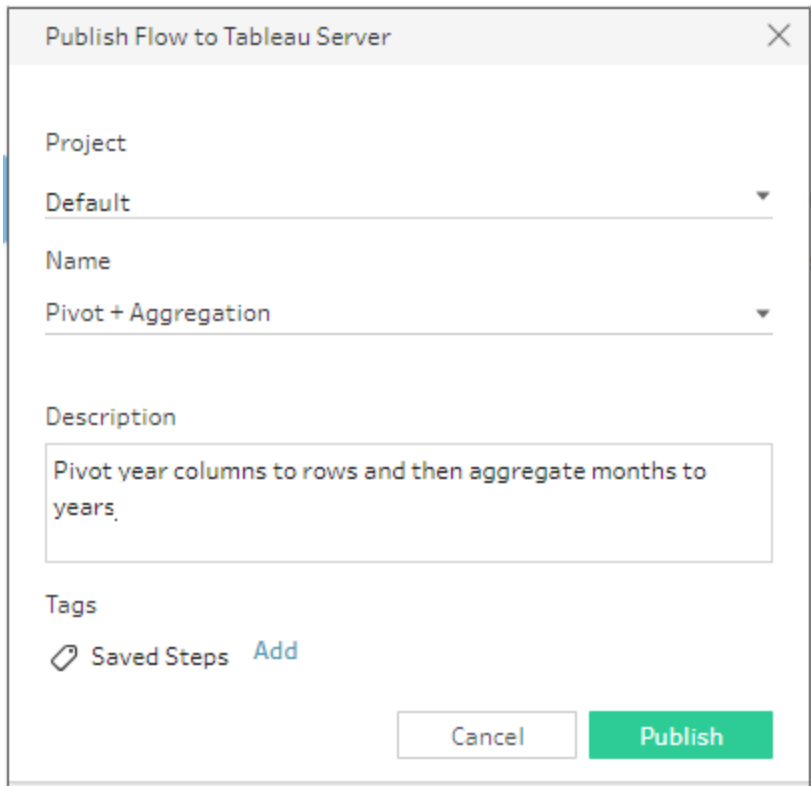 Publish Flow to Tableau Server
Project
Default
Name
Pivot + Aggregation
Description
Pivot year columns to rows and then aggregate months to
years
Tags
Saved Steps Add
Cancel Publish